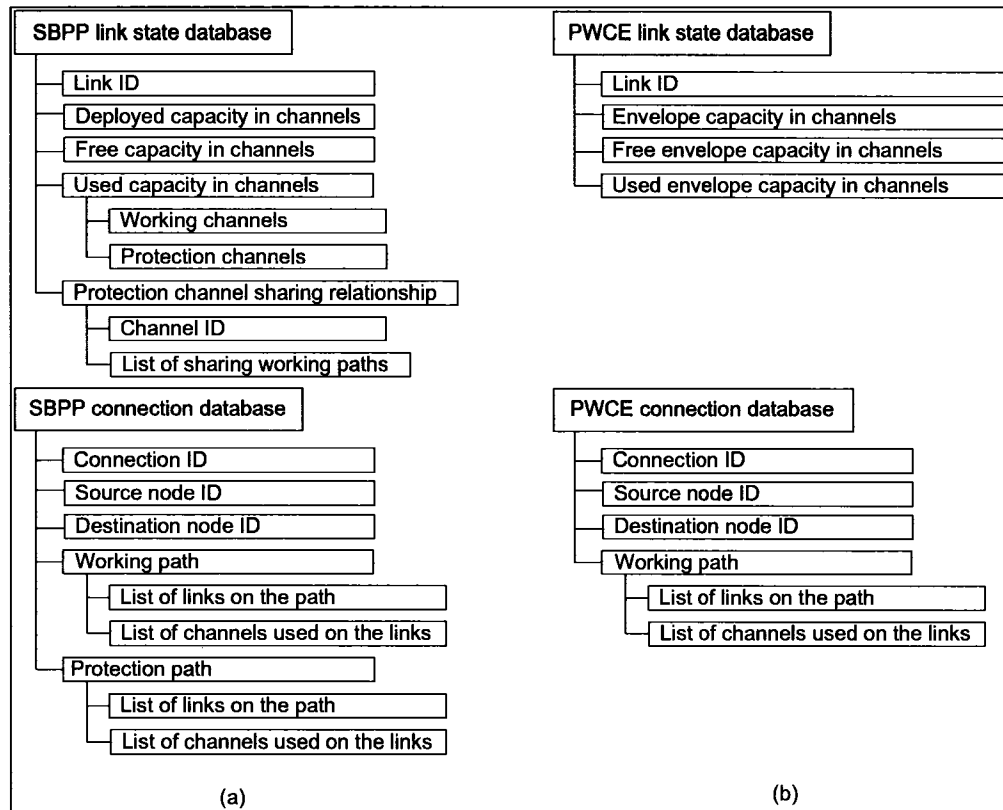 SBPP link state database
Link ID
Deployed capacity in channels
Free capacity in channels
Used capacity in channels
Working channels
Protection channels
Protection channel sharing relationship
Channel ID
List of sharing working paths
SBPP connection database
Connection ID
Source node ID
Destination node ID
Working path
List of links on the path
List of channels used on the links
Protection path
List of links on the path
List of channels used on the links
(a)
PWCE link state database
Link ID
Envelope capacity in channels
Free envelope capacity in channels
Used envelope capacity in channels
PWCE connection database
Connection ID
Source node ID
Destination node ID
Working path
List of links on the path
List of channels used on the links
(b)